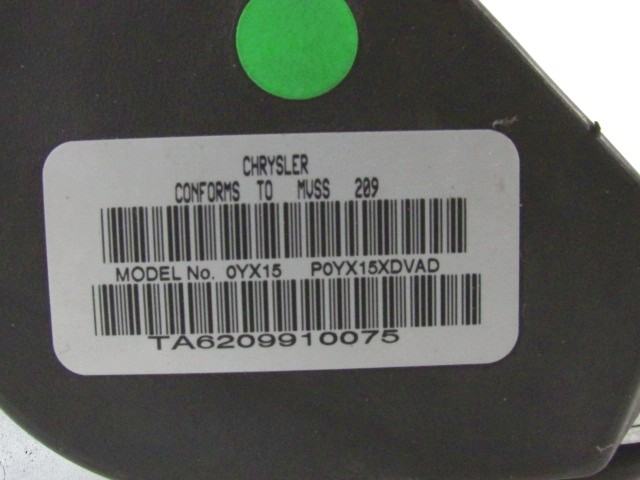 CHRYSLER
CONFORMS TO MVSS 209
MODEL No. 0YX15 P0YX15XDVAD
TA6209910075